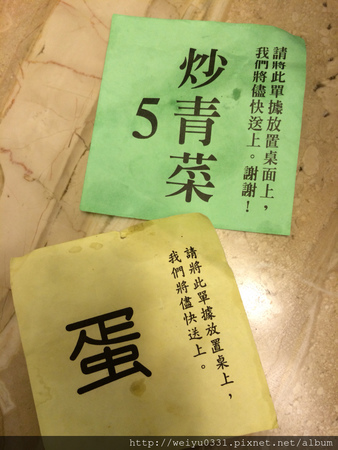 請將此單據放置桌面上，
我們將儘快送上。謝謝！
炒青菜
5
請將此單據放置桌上，
我們將儘快送上。
蛋
http://weiyu0331.pixnet.net/album